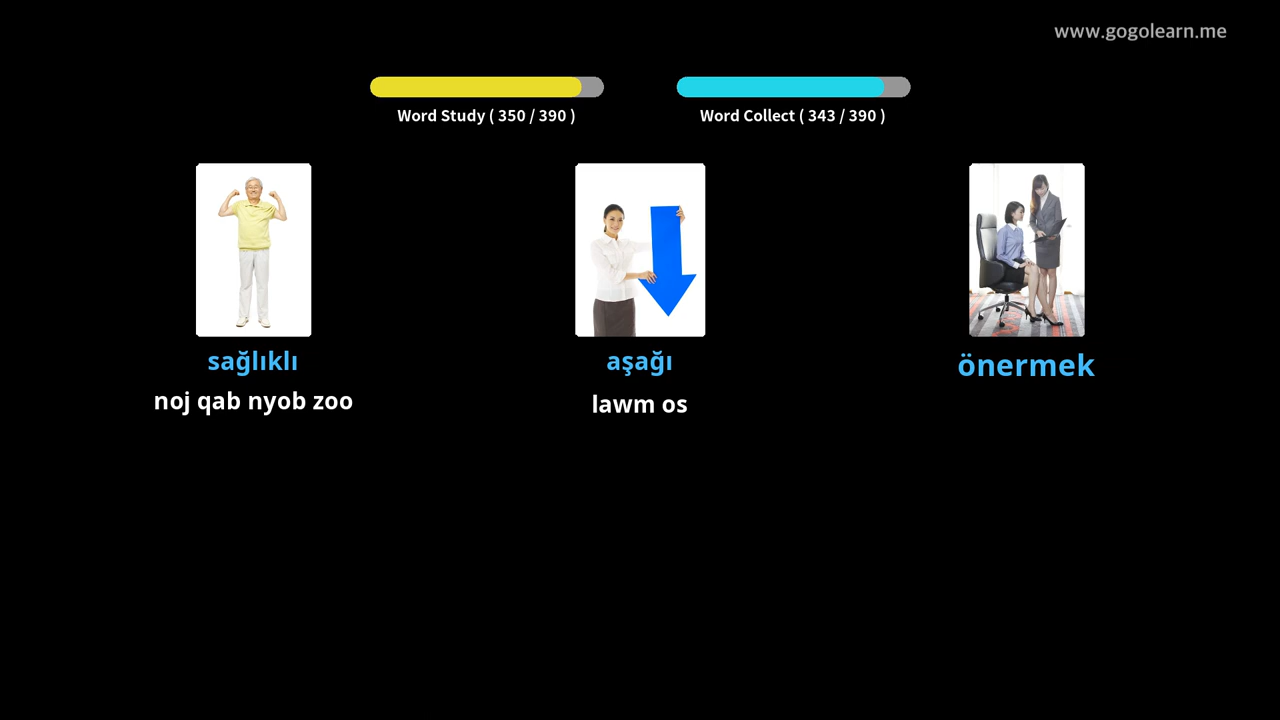 www.gogolearn.me
Word Study ( 350 / 390 )
Word Collect ( 343 / 390 )
sağlıklı
aşağı
önermek
noj qab nyob zoo
lawm os